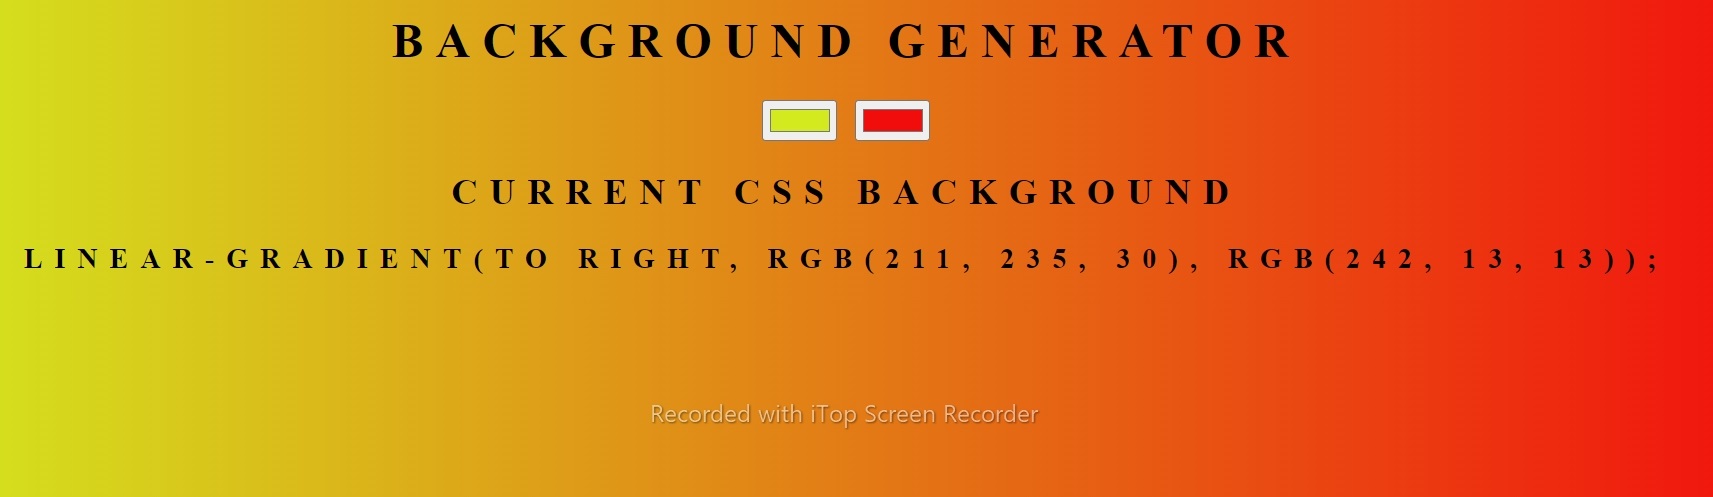 BACKGROUND GENERATOR
CURRENT CSS BACKGROUND
LINEAR-GRADIENT(TO RIGHT, RGB(211, 235, 30), RGB(242, 13, 13));
Recorded with iTop Screen Recorder